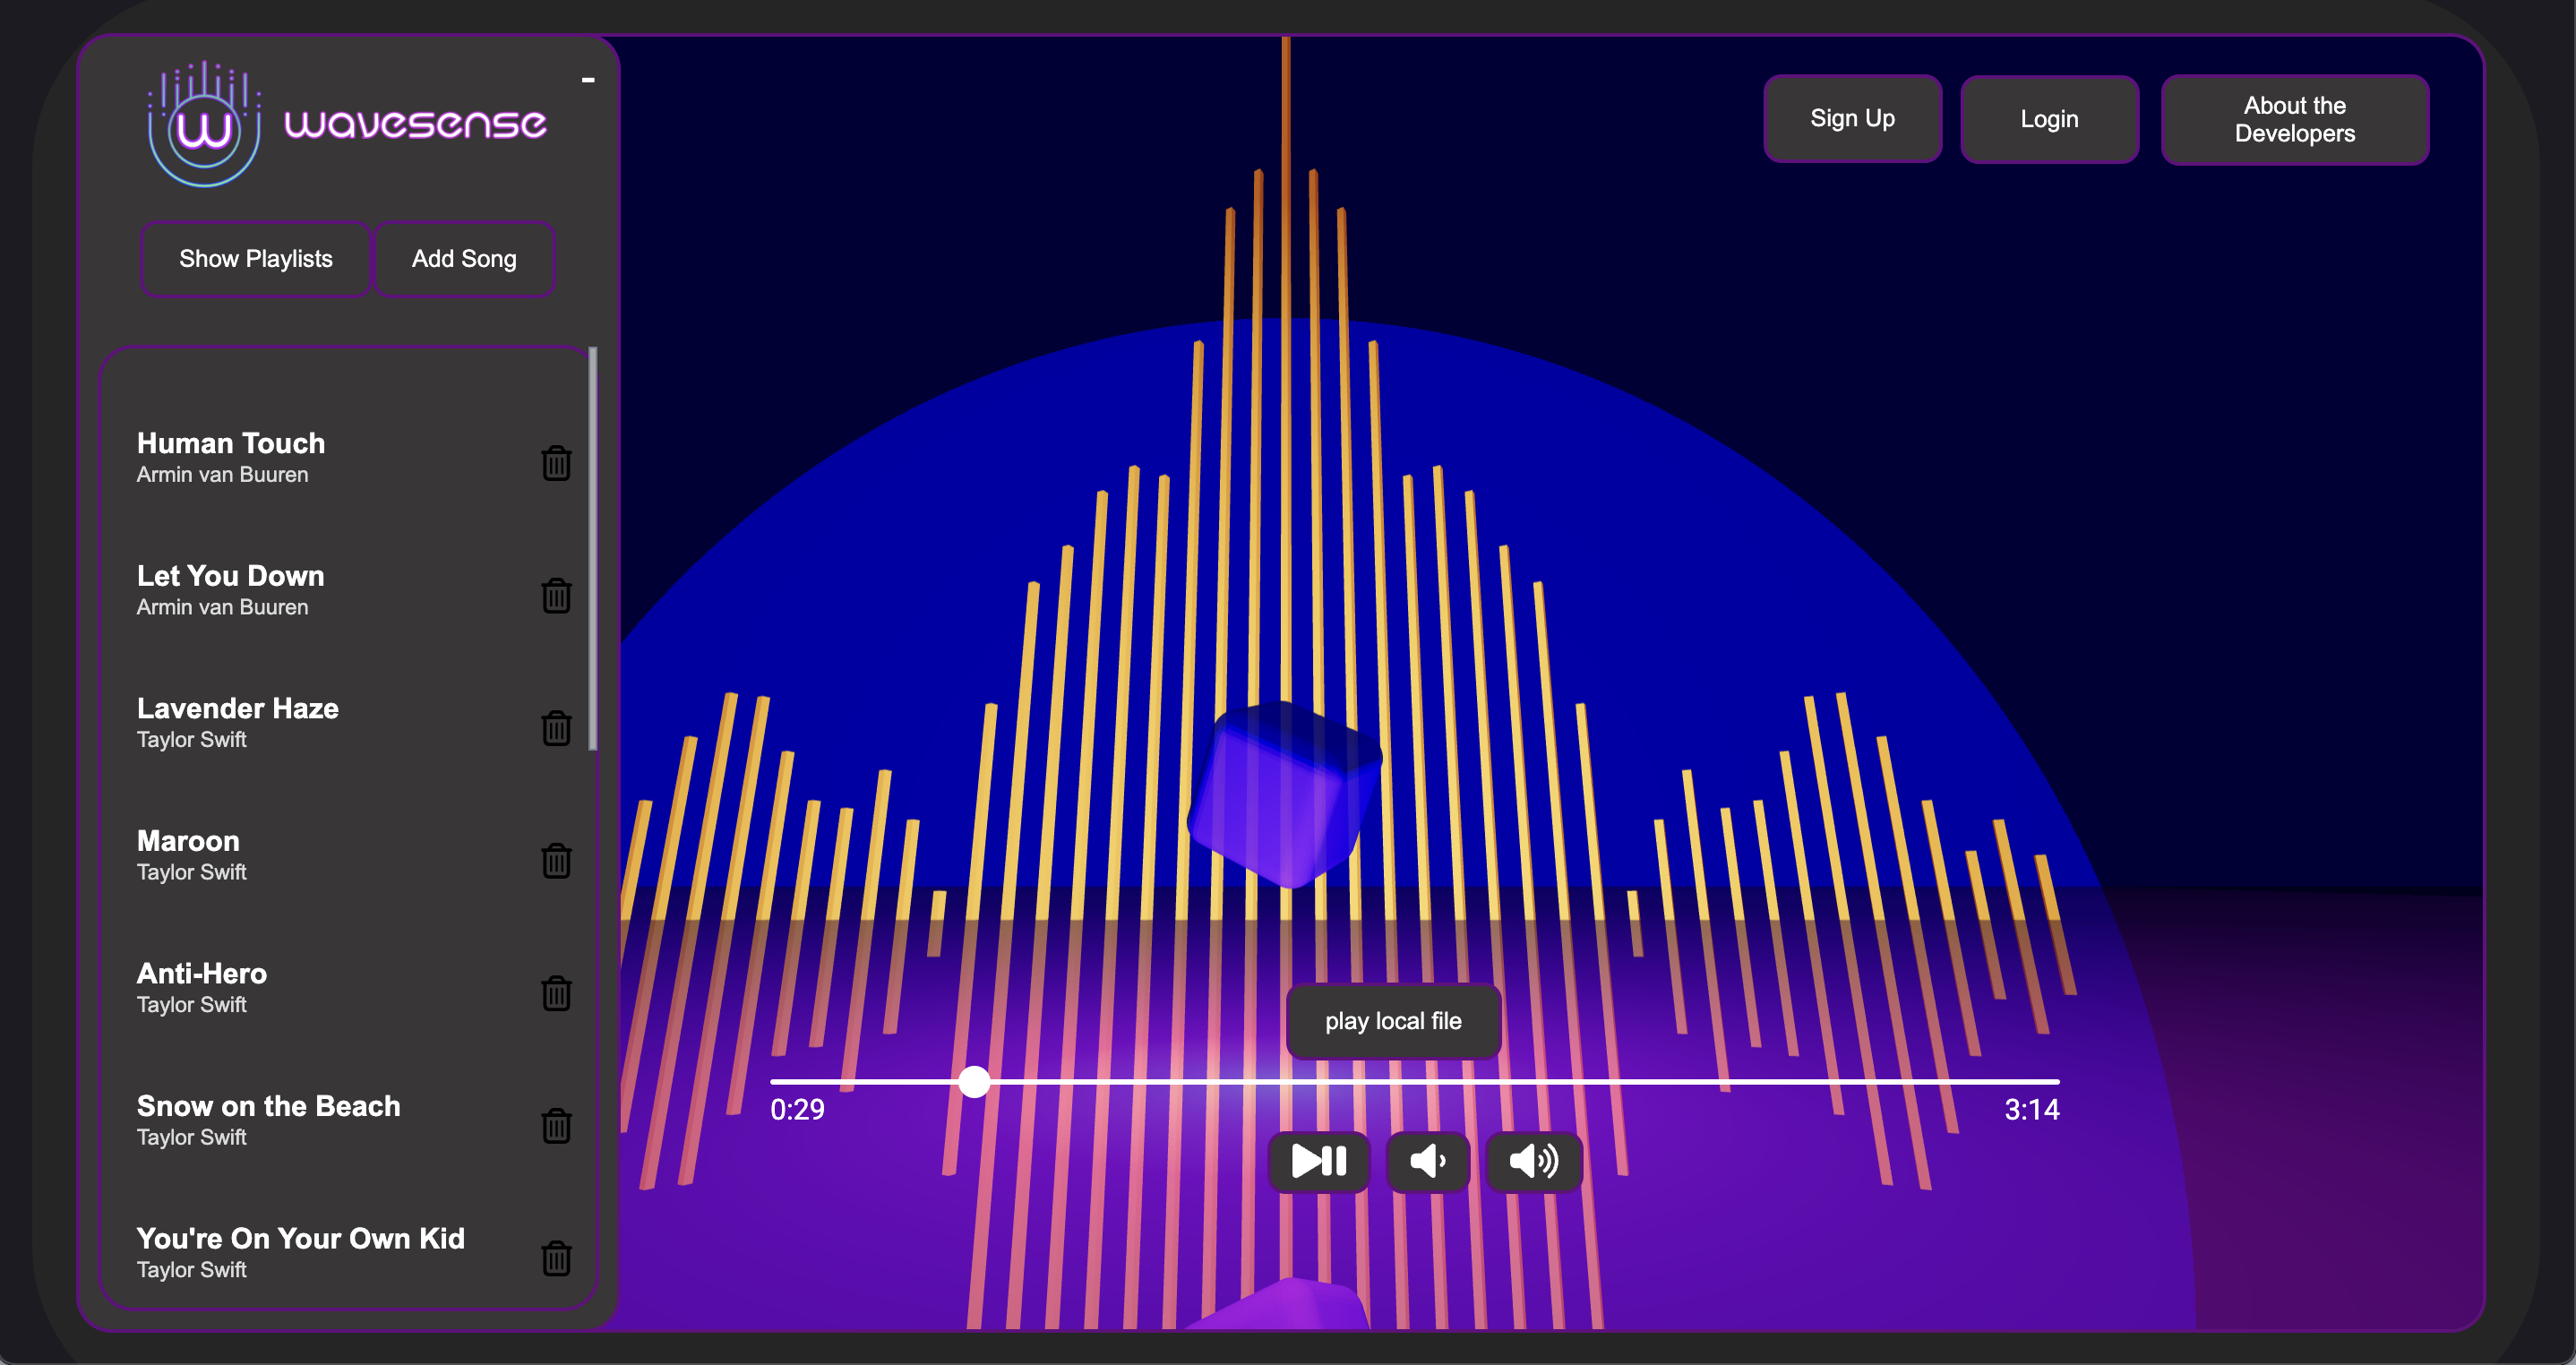 W wavesense
-
Sign Up
Login
About the
Developers
Show Playlists
Add Song
Human Touch
Armin van Buuren
Let You Down
Armin van Buuren
Lavender Haze
Taylor Swift
Maroon
Taylor Swift
Anti-Hero
Taylor Swift
Snow on the Beach
Taylor Swift
You're On Your Own Kid
Taylor Swift
play local file
0:29
3:14